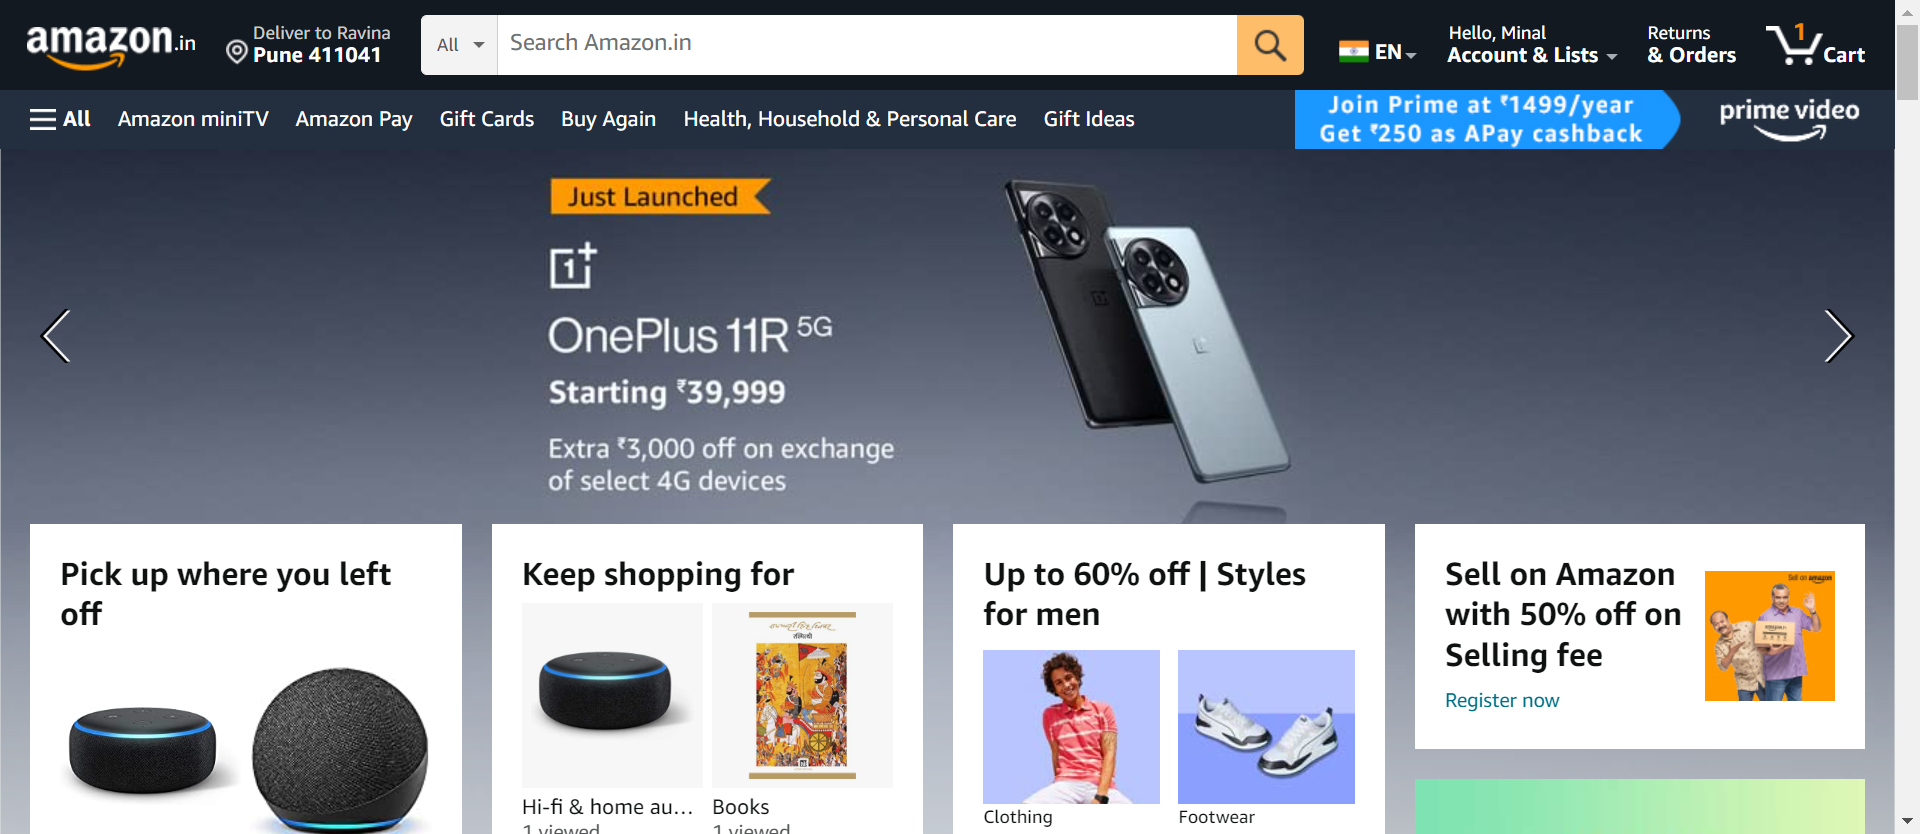 amazon.in
Deliver to Ravina
Pune 411041
All
Search Amazon.in
EN
Hello, Minal
Account & Lists
Returns
& Orders
1
Cart
All
Amazon miniTV
Amazon Pay
Gift Cards
Buy Again
Health, Household & Personal Care
Gift Ideas
Join Prime at ₹1499/year
Get ₹250 as APay cashback
prime video
Just Launched
1+
OnePlus 11R 5G
Starting ₹39,999
Extra ₹3,000 off on exchange
of select 4G devices
Pick up where you left
off
Keep shopping for
Hi-fi & home au...
1 viewed
Books
1 viewed
Up to 60% off | Styles
for men
Clothing
Footwear
Sell on Amazon
with 50% off on
Selling fee
Register now
Sell on amazon